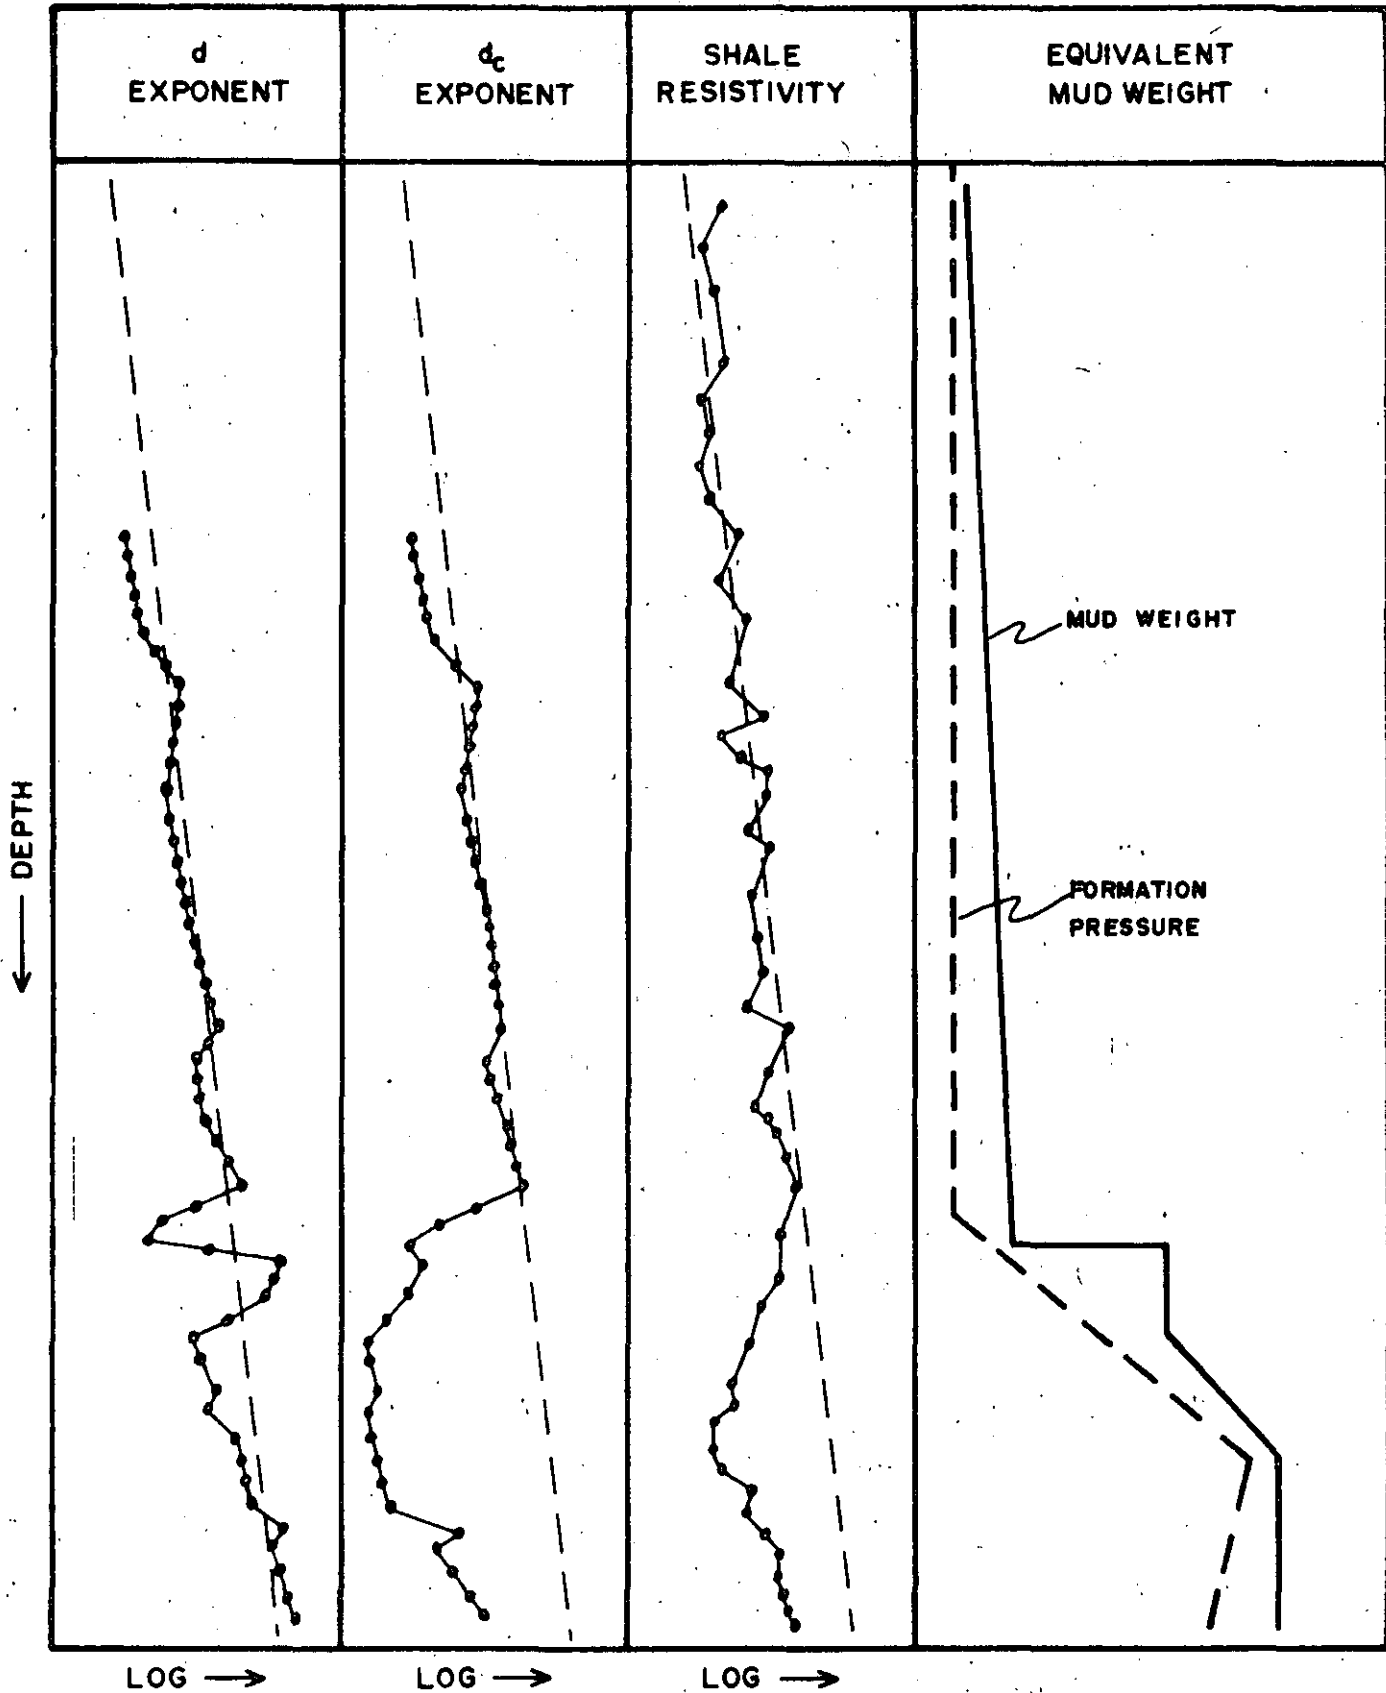 d
EXPONENT
dc
EXPONENT
SHALE
RESISTIVITY
EQUIVALENT
MUD WEIGHT
MUD WEIGHT
FORMATION
PRESSURE
← DEPTH
LOG →
LOG →
LOG →